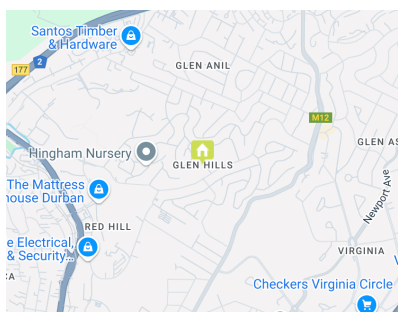 Santos Timber
& Hardware
2
177
GLEN ANIL
M12
GLEN AS
Hingham Nursery
GLEN HILLS
The Mattress
house Durban
Newport Ave
RED HILL
e Electrical,
& Security...
VIRGINIA
CA
Checkers Virginia Circle